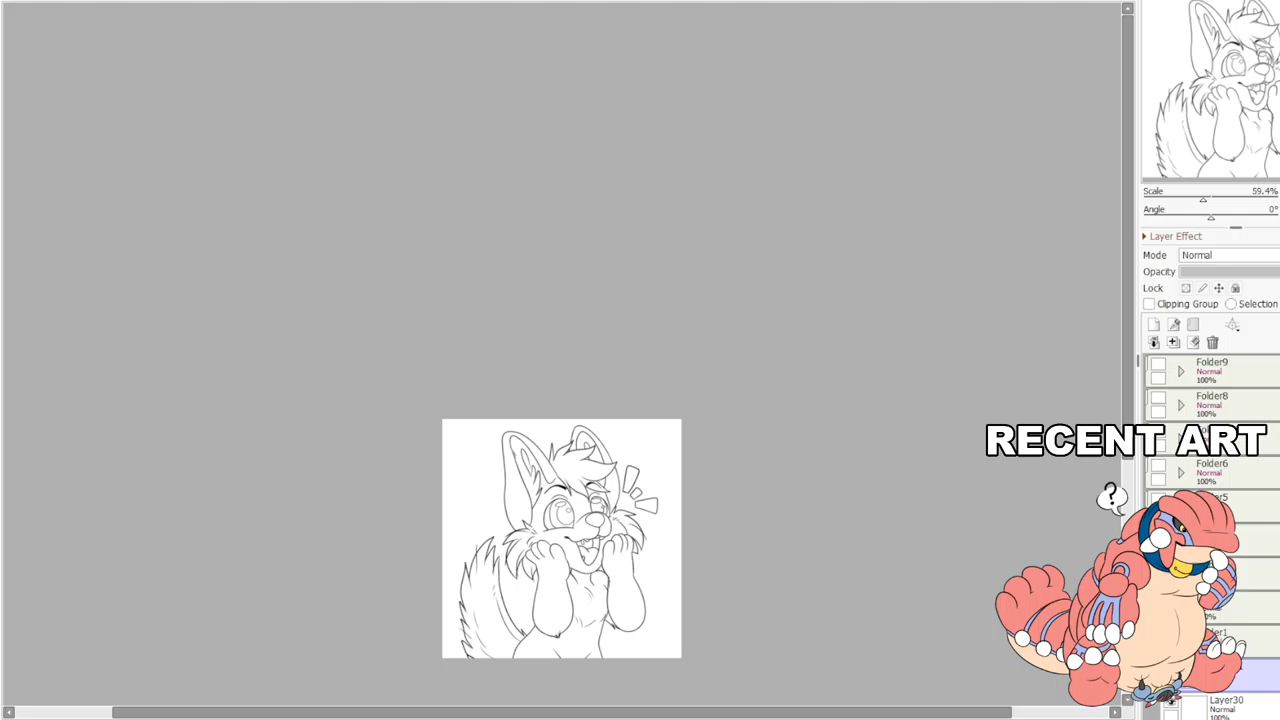 Scale 59.4%
Angle 0°
Layer Effect
Mode Normal
Opacity
Lock
Clipping Group Selection
Folder9
Normal
100%
Folder8
Normal
100%
RECENT ART
Folder6
Normal
100%
?
Layer30
Normal